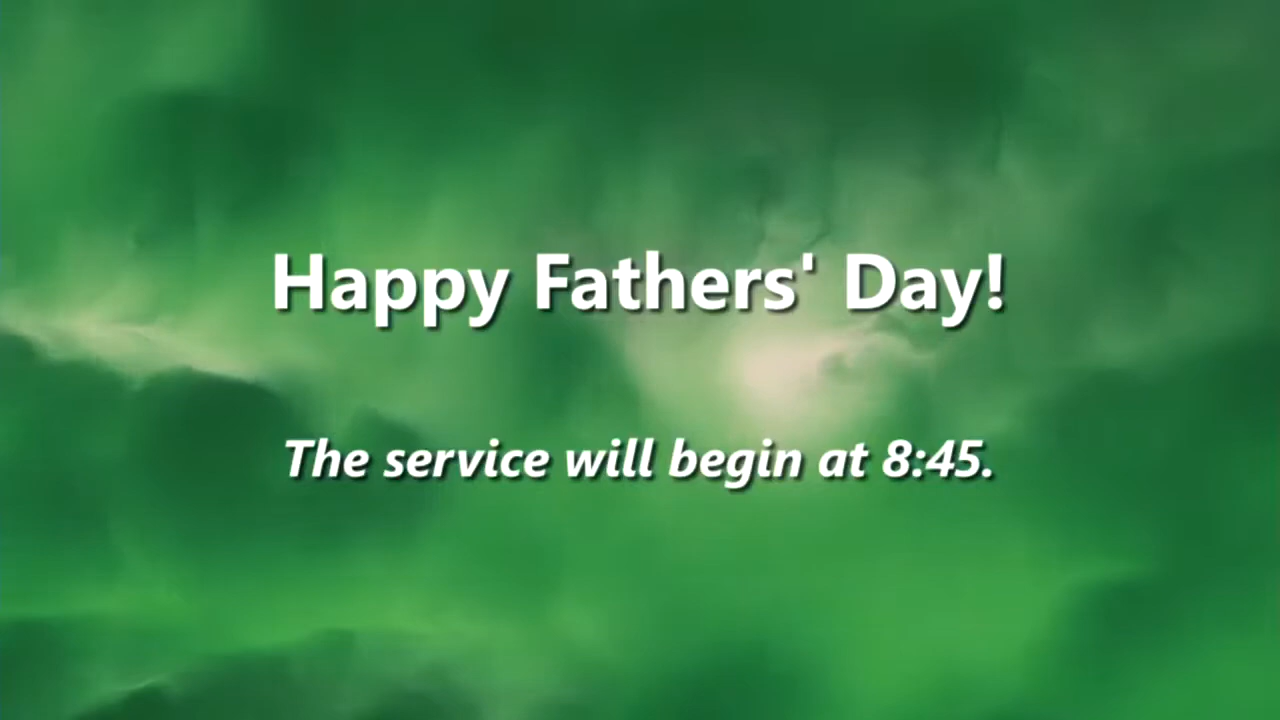 Happy Fathers' Day!
The service will begin at 8:45.